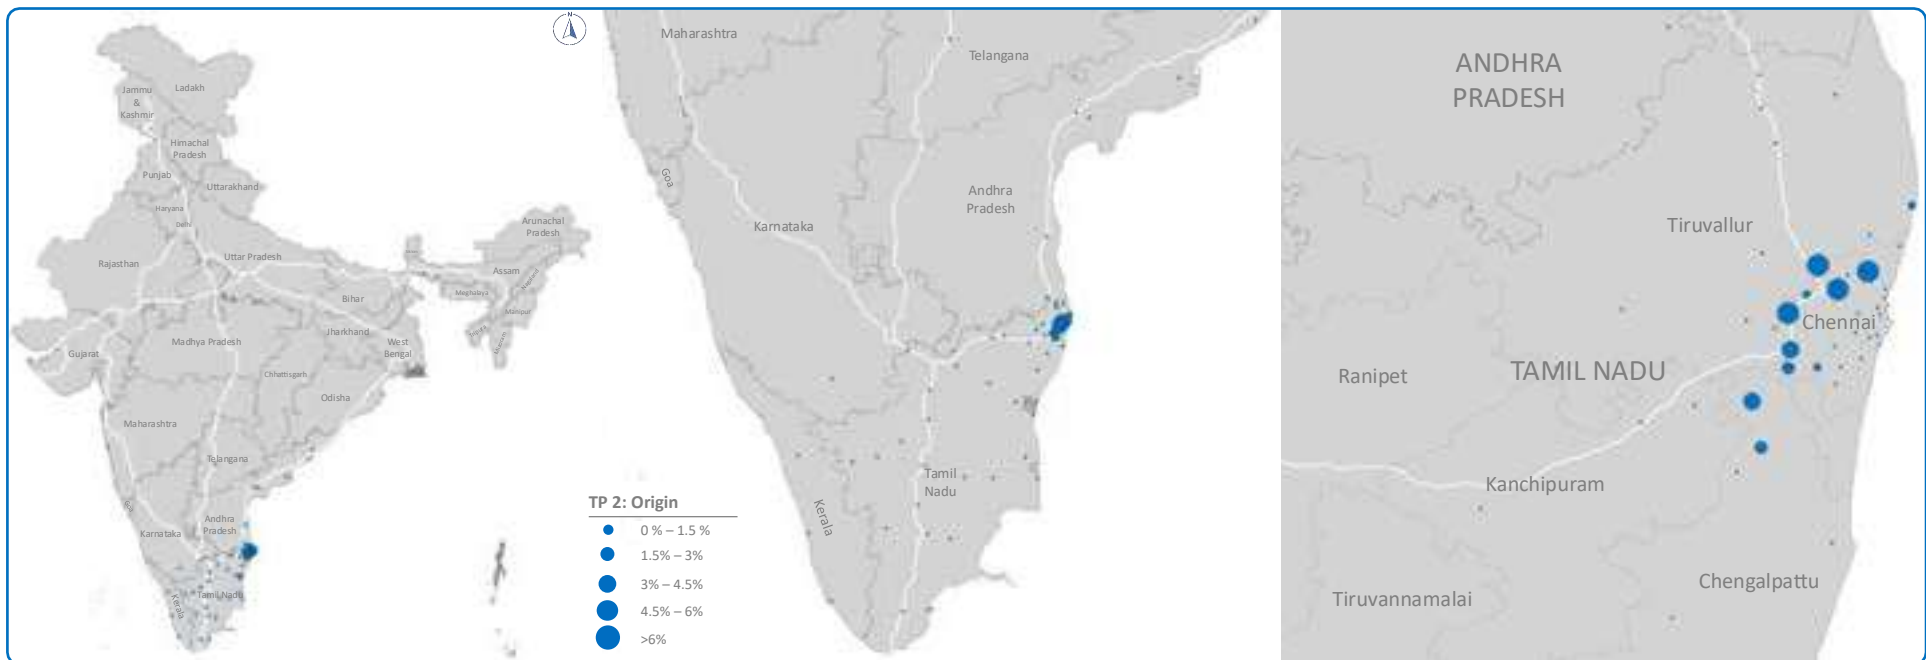 N
Ladakh
Jammu
&
Kashmir
Himachal
Pradesh
Punjab
Uttarakhand
Haryana
Delhi
Arunachal
Pradesh
Rajasthan
Uttar Pradesh
Assam
Nagaland
Meghalaya
Bihar
Manipur
Jharkhand
Tripura
Mizoram
Gujarat
Madhya Pradesh
West
Bengal
Chhattisgarh
Odisha
Maharashtra
Telangana
Goa
Andhra
Pradesh
Karnataka
Tamil Nadu
Kerala
Maharashtra
Telangana
Goa
Andhra
Pradesh
Karnataka
Tamil
Nadu
Kerala
TP 2: Origin
0 % – 1.5 %
1.5% – 3%
3% – 4.5%
4.5% – 6%
>6%
ANDHRA
PRADESH
Tiruvallur
Chennai
TAMIL NADU
Ranipet
Kanchipuram
Chengalpattu
Tiruvannamalai